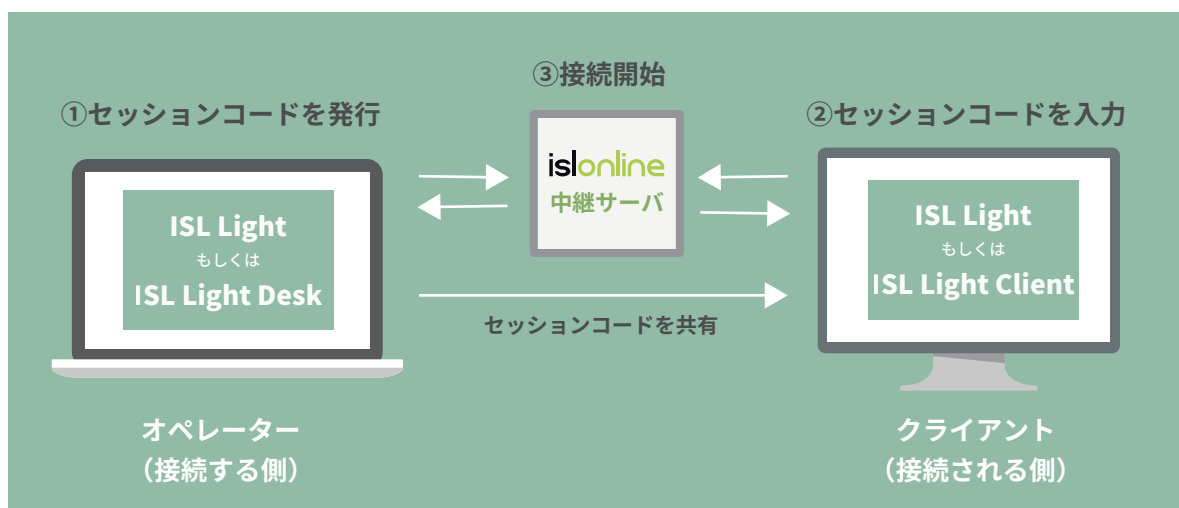 ③接続開始
①セッションコードを発行
②セッションコードを入力
islonline
中継サーバ
ISL Light
もしくは
ISL Light Desk
ISL Light
もしくは
ISL Light Client
セッションコードを共有
オペレーター
（接続する側）
クライアント
（接続される側）